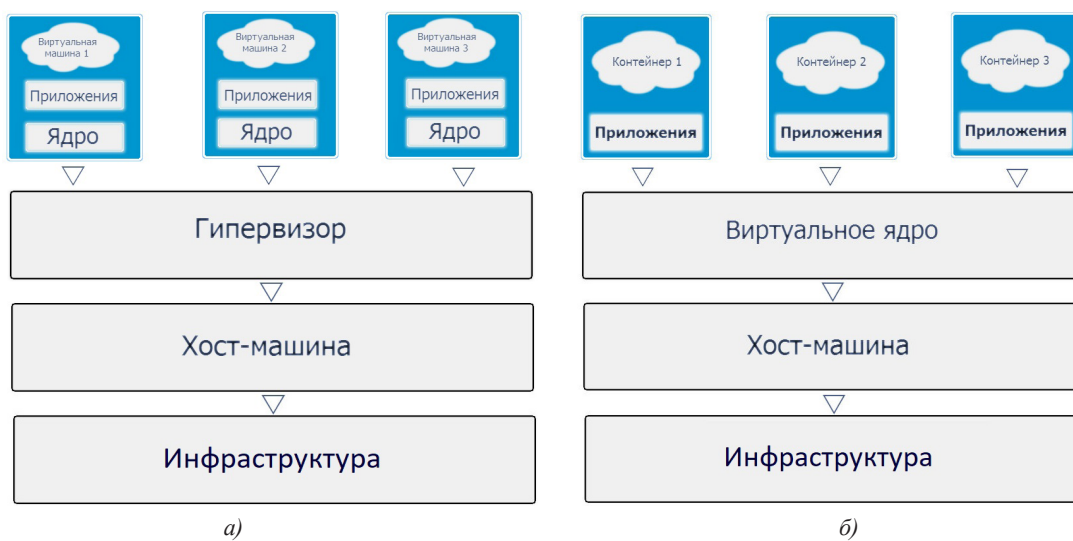 Виртуальная
машина 1
Приложения
Ядро
Виртуальная
машина 2
Приложения
Ядро
Виртуальная
машина 3
Приложения
Ядро
Гипервизор
Хост-машина
Инфраструктура
а)
Контейнер 1
Приложения
Контейнер 2
Приложения
Контейнер 3
Приложения
Виртуальное ядро
Хост-машина
Инфраструктура
б)